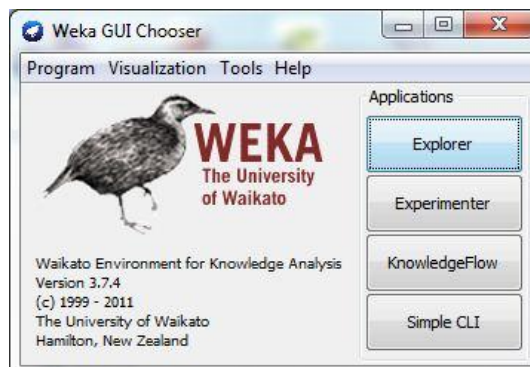 Weka GUI Chooser
Program Visualization Tools Help
WEKA
The University
of Waikato
Waikato Environment for Knowledge Analysis
Version 3.7.4
(c) 1999 - 2011
The University of Waikato
Hamilton, New Zealand
Applications
Explorer
Experimenter
KnowledgeFlow
Simple CLI